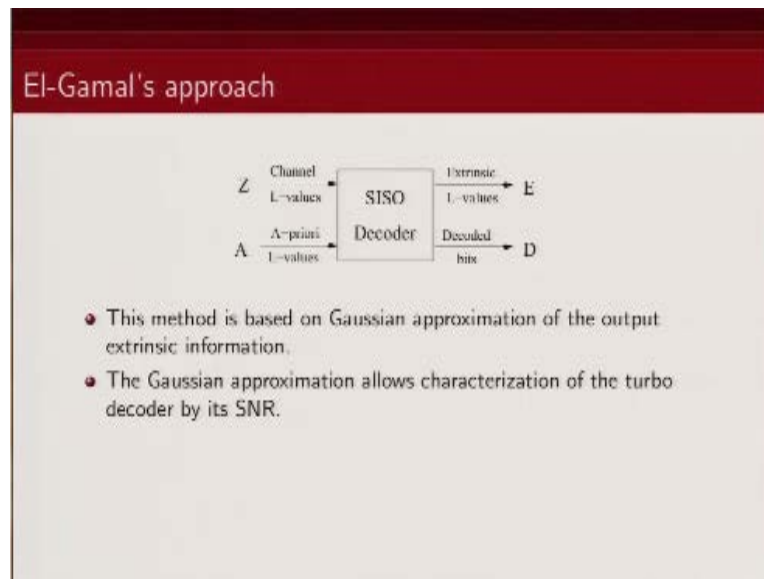 El-Gamal's approach
Z Channel L-values SISO Decoder Extrinsic L-values E
A A-priori L-values Decoded bits D
This method is based on Gaussian approximation of the output
extrinsic information.
The Gaussian approximation allows characterization of the turbo
decoder by its SNR.